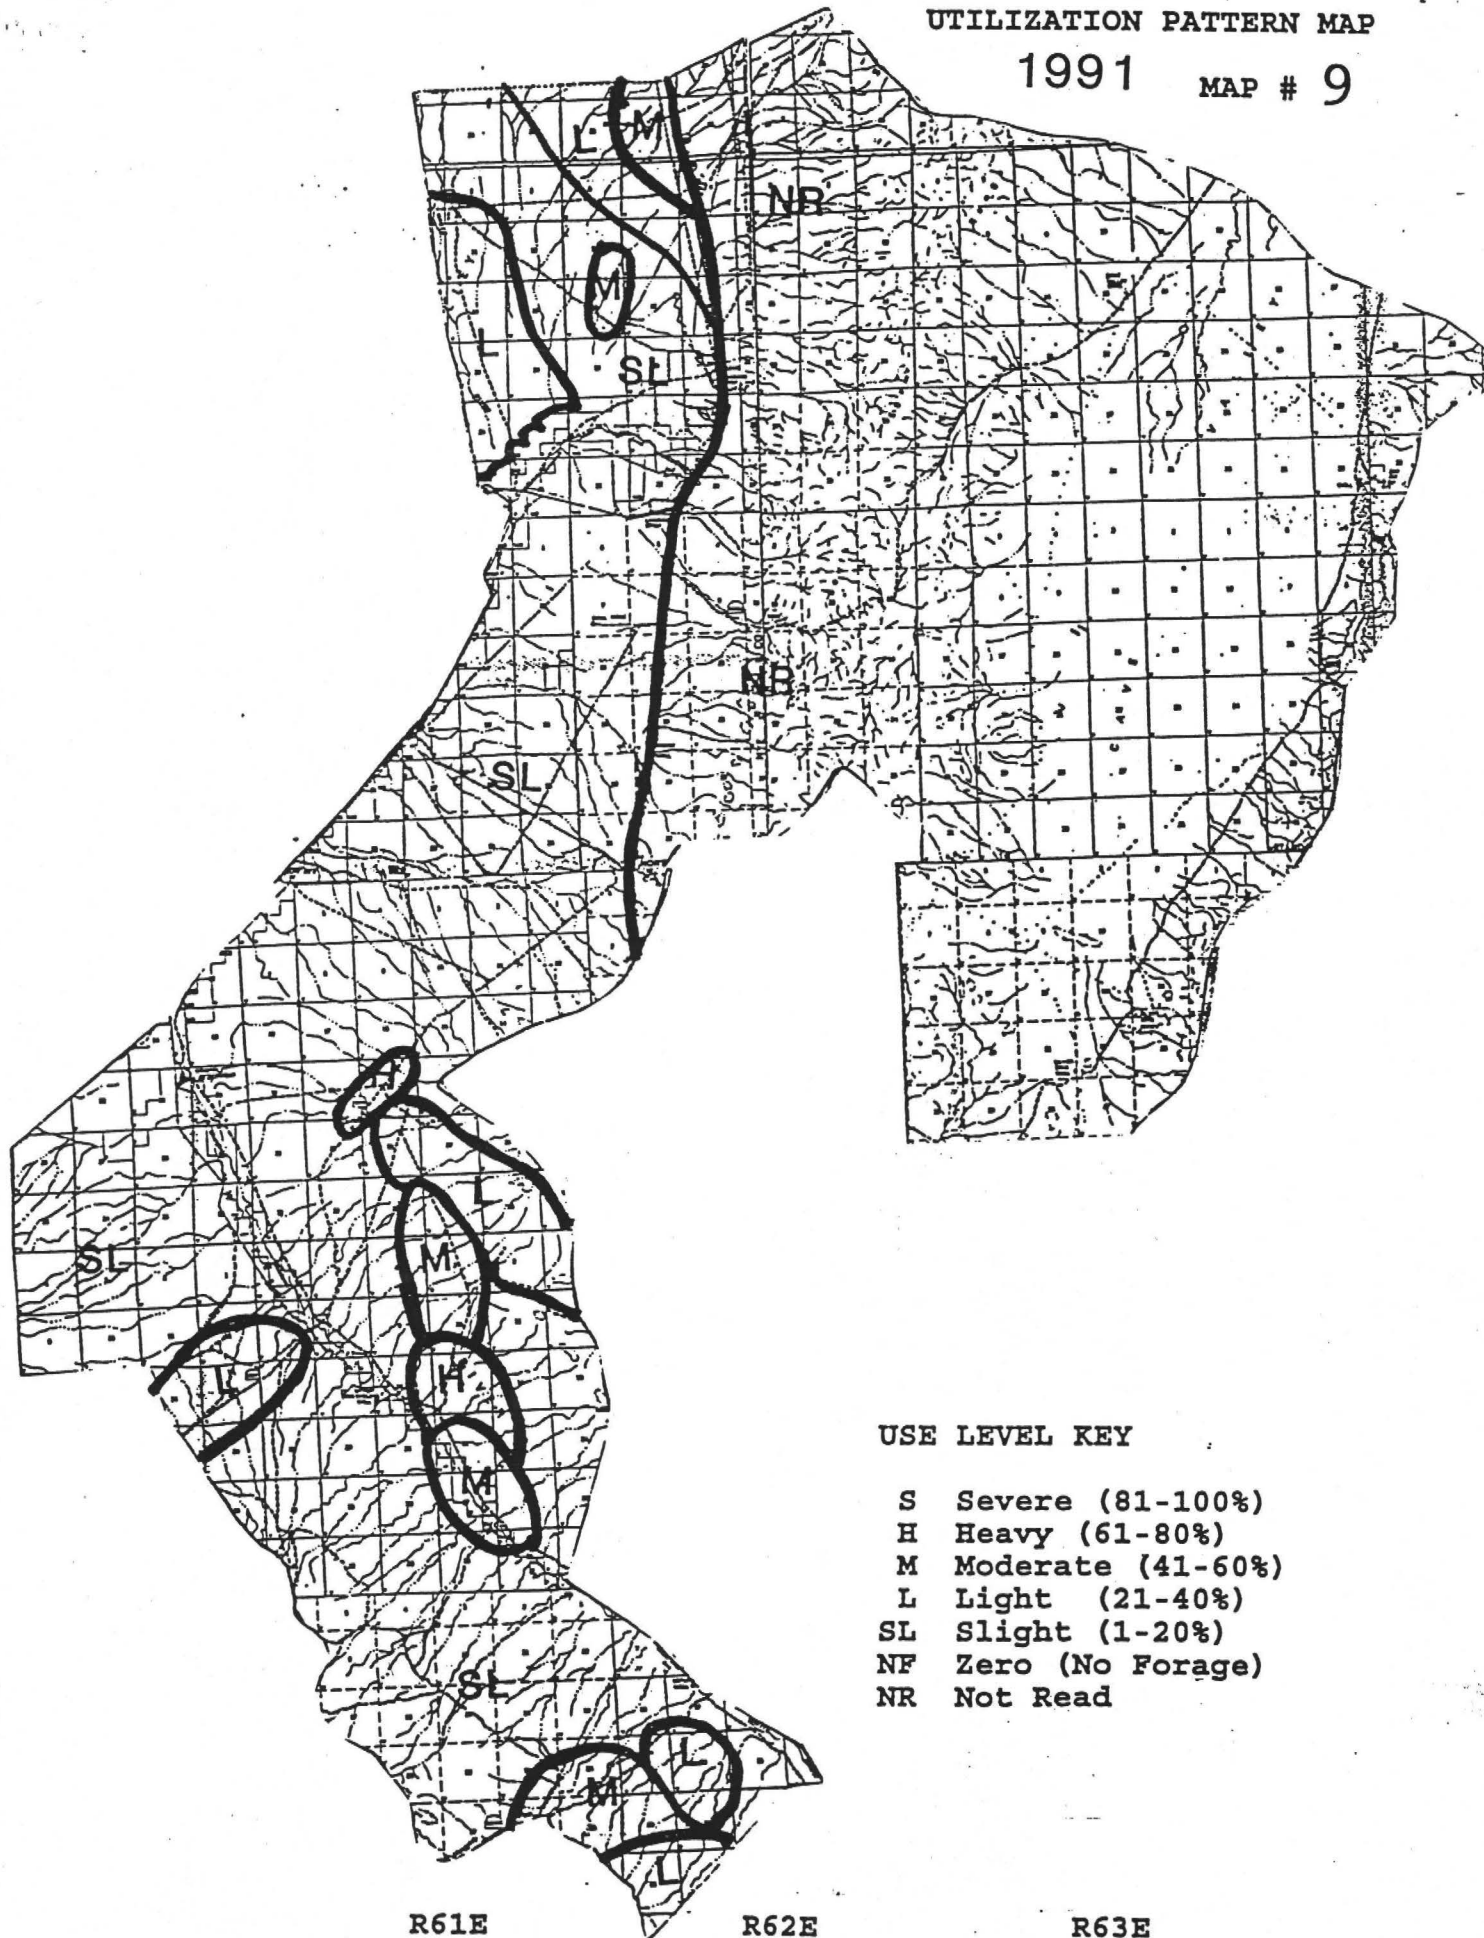 UTILIZATION PATTERN MAP
1991 MAP # 9
L
M
NR
M
L
SL
NR
SL
H
L
M
SL
L
H
M
SL
L
M
L
USE LEVEL KEY
S Severe (81-100%)
H Heavy (61-80%)
M Moderate (41-60%)
L Light (21-40%)
SL Slight (1-20%)
NF Zero (No Forage)
NR Not Read
R61E R62E R63E